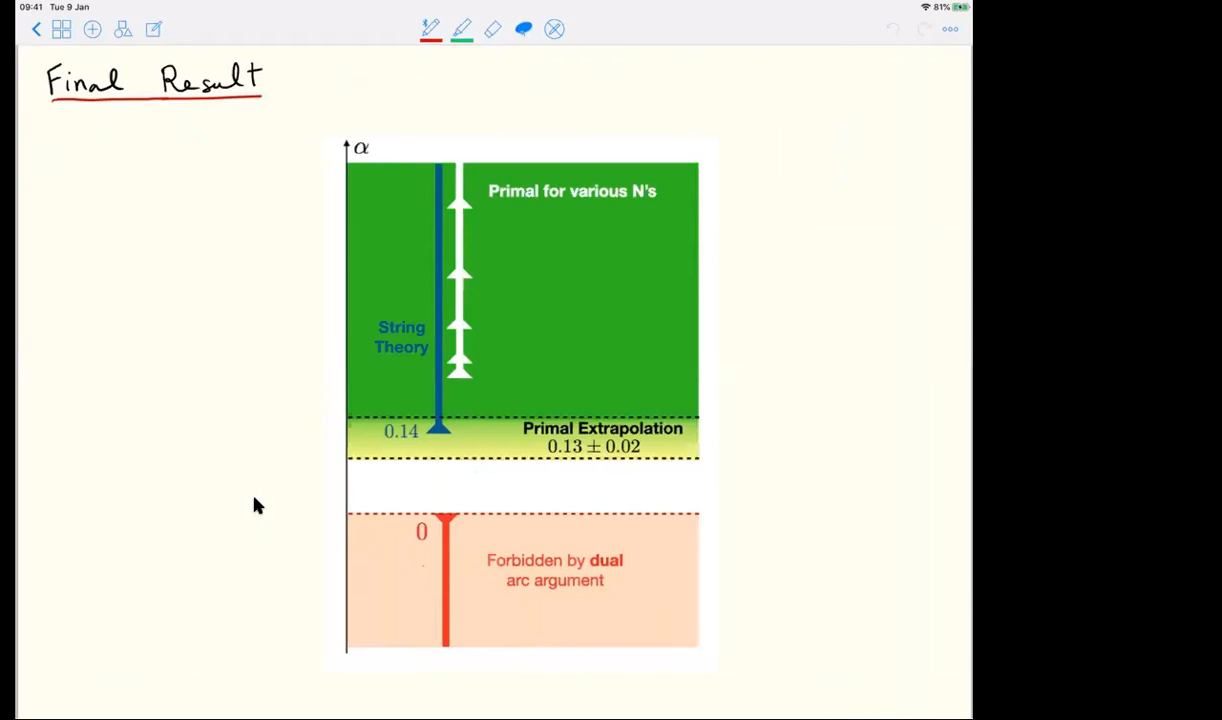 09:41 Tue 9 Jan
81%
Final Result
α
Primal for various N's
String
Theory
0.14
Primal Extrapolation
0.13 ± 0.02
0
Forbidden by dual
arc argument